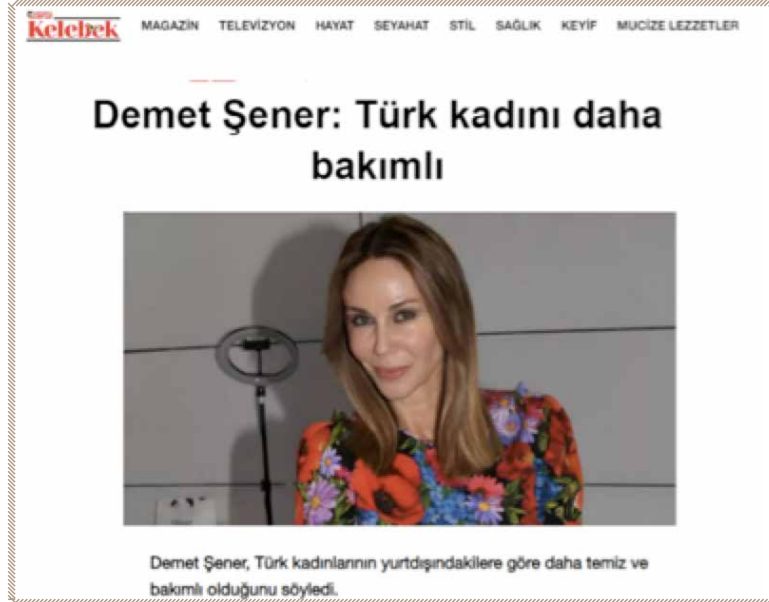 Kelebek
MAGAZİN TELEVİZYON HAYAT SEYAHAT STİL SAĞLIK KEYİF MUCİZE LEZZETLER
Demet Şener: Türk kadını daha
bakımlı
Demet Şener, Türk kadınlarının yurtdışındakilere göre daha temiz ve
bakımlı olduğunu söyledi.